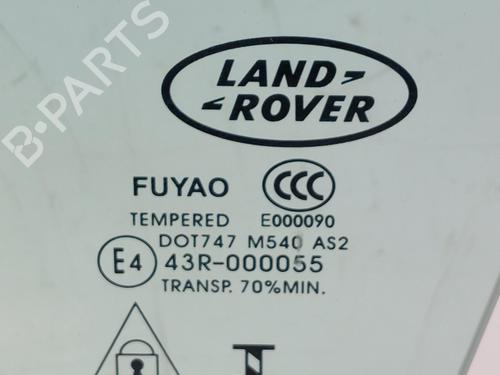 B-PARTS
LAND
ROVER
FUYAO CCC
TEMPERED E000090
DOT747 M540 AS2
E4 43R-000055
TRANSP. 70%MIN.